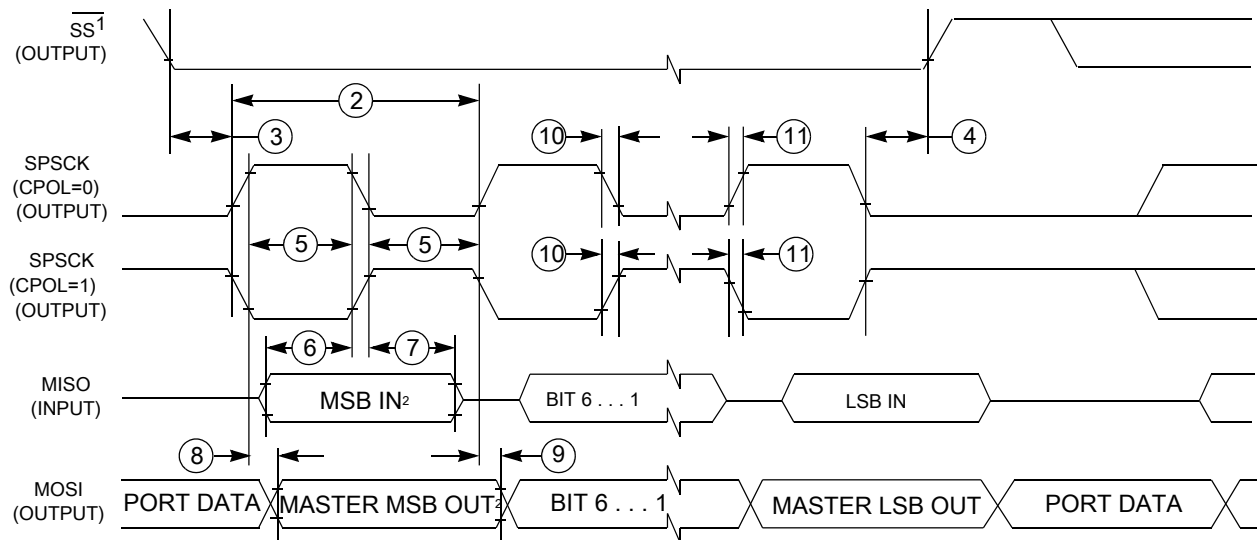 SS1
(OUTPUT)
2
3
10
11
4
SPSCK
(CPOL=0)
(OUTPUT)
5
5
SPSCK
(CPOL=1)
(OUTPUT)
10
11
6
7
MISO
(INPUT)
MSB IN2
BIT 6 . . . 1
LSB IN
8
9
MOSI
(OUTPUT)
PORT DATA
MASTER MSB OUT2
BIT 6 . . . 1
MASTER LSB OUT
PORT DATA